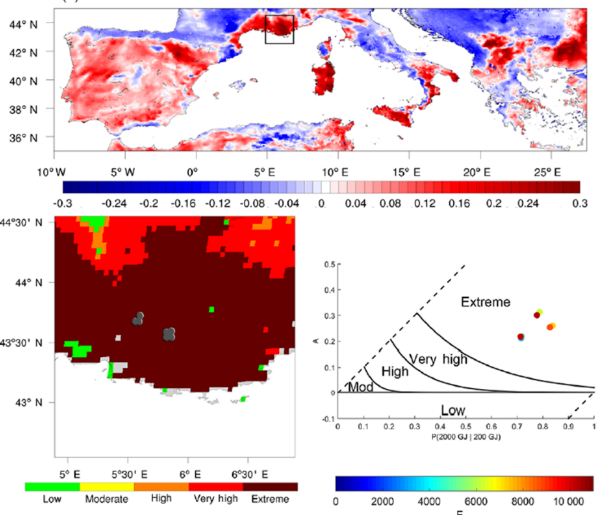 44° N
42° N
40° N
38° N
36° N
10°W 5°W 0° 5°E 10°E 15°E 20°E 25°E
-0.3 -0.24 -0.2 -0.16 -0.12 -0.08 -0.04 0 0.04 0.08 0.12 0.16 0.2 0.24 0.3
44°30' N
44° N
43°30' N
43° N
5° E 5°30' E 6° E 6°30' E
Low Moderate High Very high Extreme
0.5
0.4
0.3
0.2
0.1
0
-0.1
A
Extreme
Very high
High
Mod
Low
0 0.1 0.2 0.3 0.4 0.5 0.6 0.7 0.8 0.9 1
P(2000 GJ | 200 GJ)
0 2000 4000 6000 8000 10 000